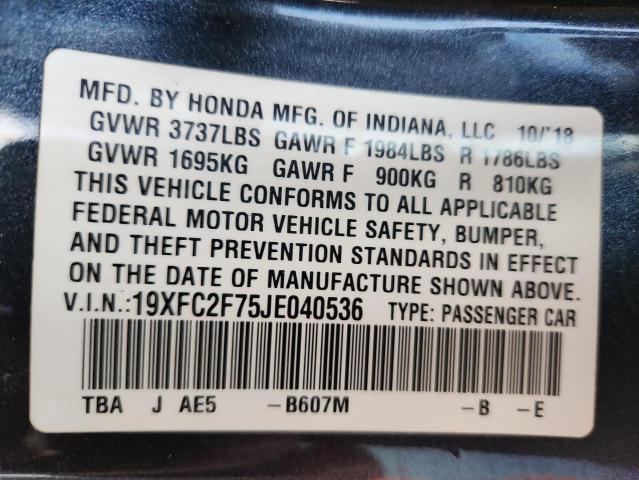 MFD. BY HONDA MFG. OF INDIANA, LLC 10/'18
GVWR 3737LBS GAWR F 1984LBS R 1786LBS
GVWR 1695KG GAWR F 900KG R 810KG
THIS VEHICLE CONFORMS TO ALL APPLICABLE
FEDERAL MOTOR VEHICLE SAFETY, BUMPER,
AND THEFT PREVENTION STANDARDS IN EFFECT
ON THE DATE OF MANUFACTURE SHOWN ABOVE.
V.I.N.:19XFC2F75JE040536 TYPE: PASSENGER CAR
TBA J AE5 -B607M -B -E